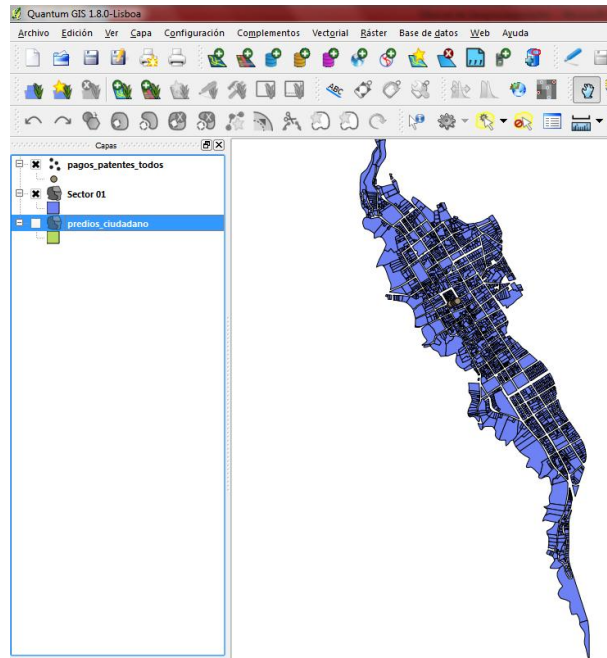 Quantum GIS 1.8.0-Lisboa
Archivo Edición Ver Capa Configuración Complementos Vectorial Ráster Base de datos Web Ayuda
ABC
Capas
pagos_patentes_todos
Sector 01
predios_ciudadano